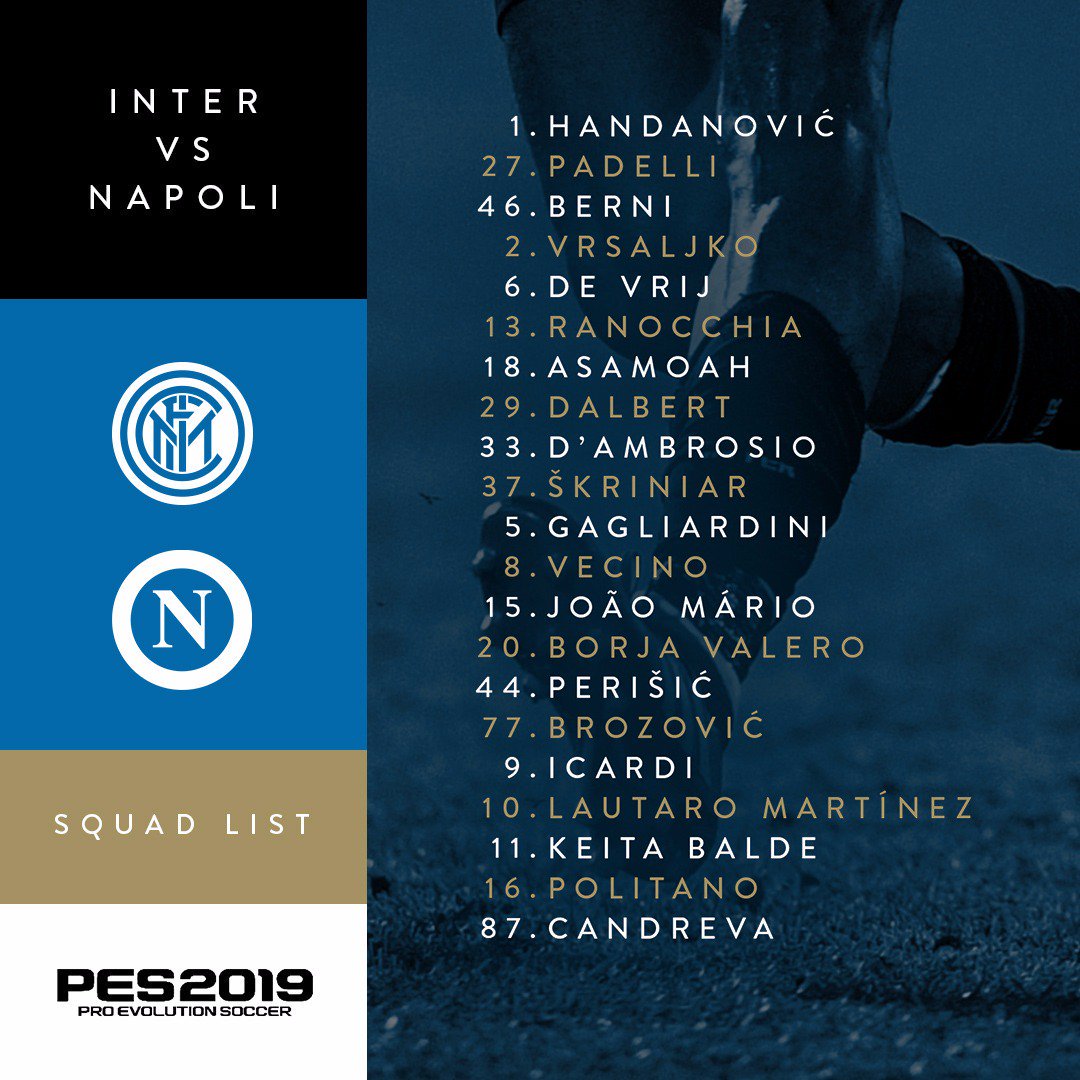 INTER
VS
NAPOLI
N
SQUAD LIST
PES2019
PRO EVOLUTION SOCCER
1. HANDANOVIĆ
27. PADELLI
46. BERNI
2. VRSALJKO
6. DE VRIJ
13. RANOCCHIA
18. ASAMOAH
29. DALBERT
33. D’AMBROSIO
37. ŠKRINIAR
5. GAGLIARDINI
8. VECINO
15. JOÃO MÁRIO
20. BORJA VALERO
44. PERIŠIĆ
77. BROZOVIĆ
9. ICARDI
10. LAUTARO MARTÍNEZ
11. KEITA BALDE
16. POLITANO
87. CANDREVA